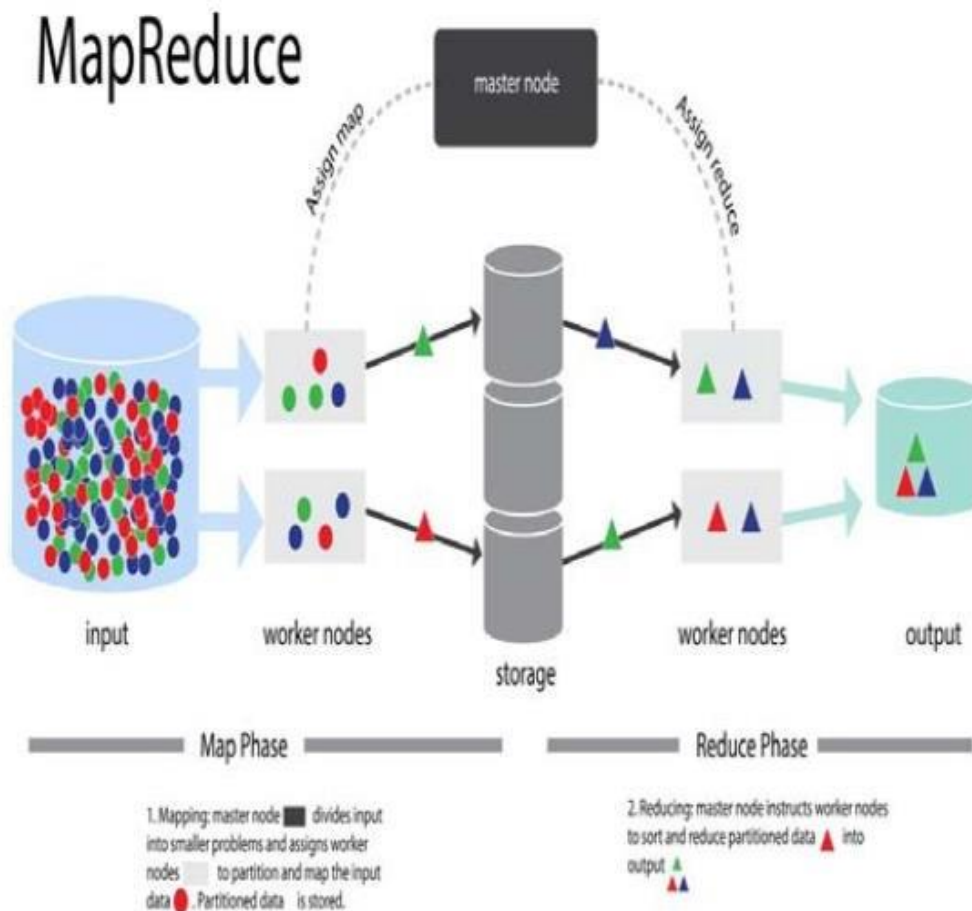 MapReduce
master node
Assign map
Assign reduce
input
worker nodes
storage
worker nodes
output
Map Phase
Reduce Phase
1. Mapping: master node divides input
into smaller problems and assigns worker
nodes to partition and map the input
data . Partitioned data is stored.
2. Reducing: master node instructs worker nodes
to sort and reduce partitioned data into
output